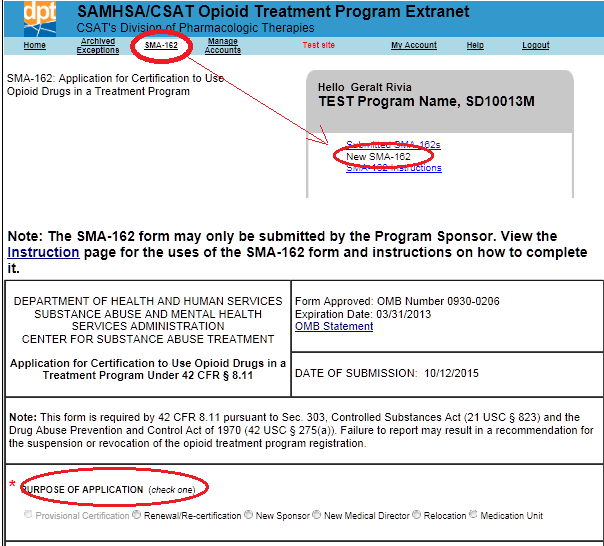 dpt
SAMHSA/CSAT Opioid Treatment Program Extranet
CSAT's Division of Pharmacologic Therapies
Home
Archived
Exceptions
SMA-162
Manage
Accounts
Test site
My Account
Help
Logout
SMA-162: Application for Certification to Use
Opioid Drugs in a Treatment Program
Hello Geralt Rivia
TEST Program Name, SD10013M
Submitted SMA-162s
New SMA-162
SMA-162 Instructions
Note: The SMA-162 form may only be submitted by the Program Sponsor. View the
Instruction page for the uses of the SMA-162 form and instructions on how to complete
it.
DEPARTMENT OF HEALTH AND HUMAN SERVICES
SUBSTANCE ABUSE AND MENTAL HEALTH
SERVICES ADMINISTRATION
CENTER FOR SUBSTANCE ABUSE TREATMENT
Application for Certification to Use Opioid Drugs in a
Treatment Program Under 42 CFR § 8.11
Form Approved: OMB Number 0930-0206
Expiration Date: 03/31/2013
OMB Statement
DATE OF SUBMISSION: 10/12/2015
Note: This form is required by 42 CFR 8.11 pursuant to Sec. 303, Controlled Substances Act (21 USC § 823) and the
Drug Abuse Prevention and Control Act of 1970 (42 USC § 275(a)). Failure to report may result in a recommendation for
the suspension or revocation of the opioid treatment program registration.
* PURPOSE OF APPLICATION (check one)
Provisional Certification Renewal/Re-certification New Sponsor New Medical Director Relocation Medication Unit